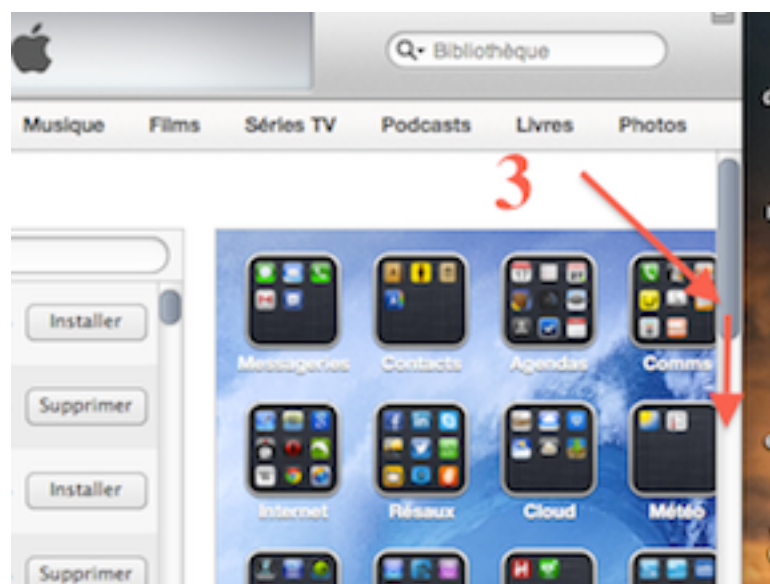 Bibliothèque
Musique Films Séries TV Podcasts Livres Photos
3
Installer
Supprimer
Installer
Supprimer
Messageries Contacts Agendas Comms
Internet Résaux Cloud Météo